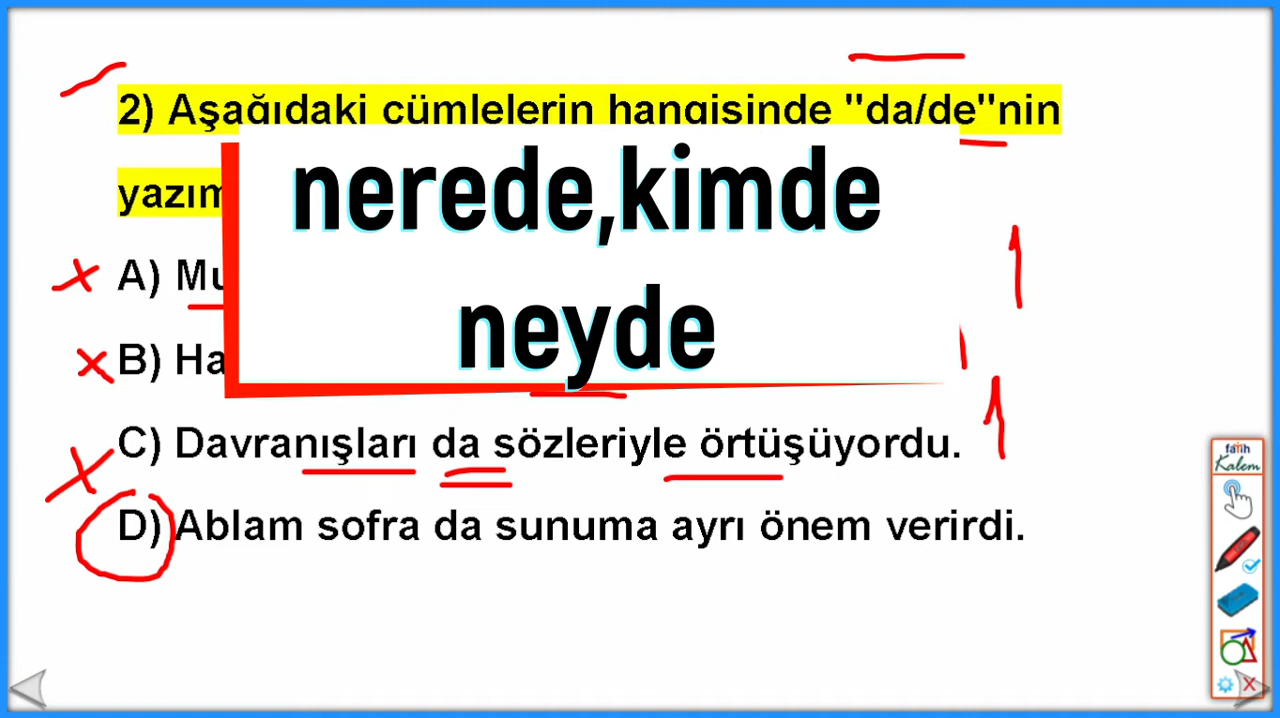 2) Aşağıdaki cümlelerin hangisinde "da/de"nin
yazım
nerede,kimde
neyde
A) Mu
B) Ha
C) Davranışları da sözleriyle örtüşüyordu.
D) Ablam sofra da sunuma ayrı önem verirdi.
fatih
Kalem